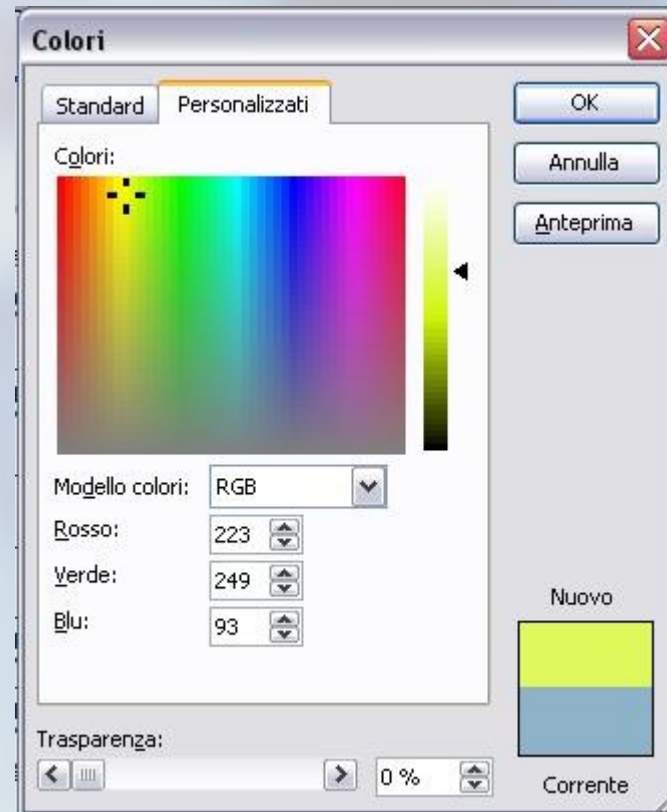 Colori
Standard Personalizzati
OK
Annulla
Anteprima
Colori:
Modello colori: RGB
Rosso: 223
Verde: 249
Blu: 93
Nuovo
Corrente
Trasparenza:
0 %